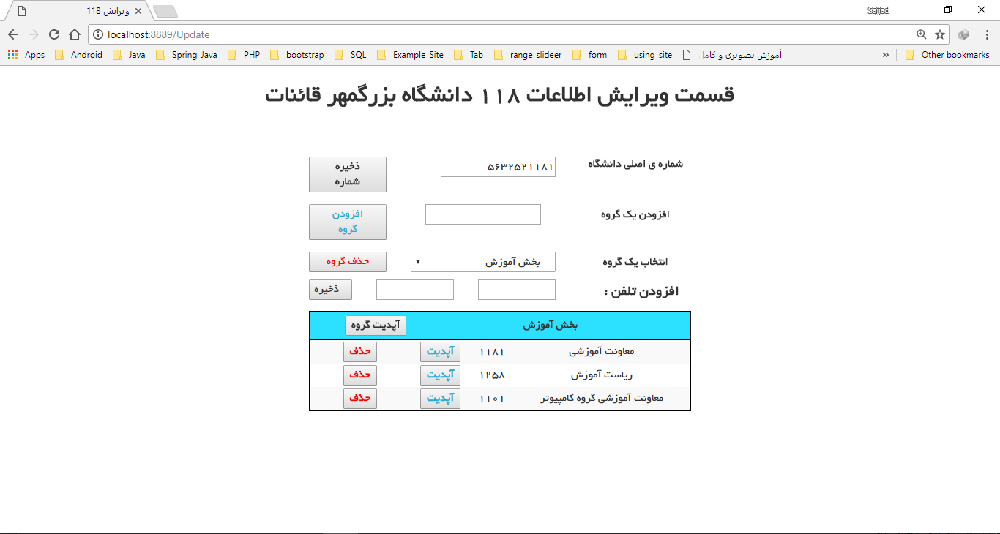 ویرایش 118
Sajjad
localhost:8889/Update
Apps Android Java Spring_Java PHP bootstrap SQL Example_Site Tab range_slideer form using_site آموزش تصویری و کامل » Other bookmarks
قسمت ویرایش اطلاعات ۱۱۸ دانشگاه بزرگمهر قائنات
شماره ی اصلی دانشگاه ۵۶۳۲۵۲۱۱۸۱ ذخیره شماره
افزودن یک گروه افزودن گروه
انتخاب یک گروه بخش آموزش حذف گروه
افزودن تلفن : ذخیره
بخش آموزش آپدیت گروه
معاونت آموزشی ۱۱۸۱ آپدیت حذف
ریاست آموزش ۱۲۵۸ آپدیت حذف
معاونت آموزشی گروه کامپیوتر ۱۱۰۱ آپدیت حذف